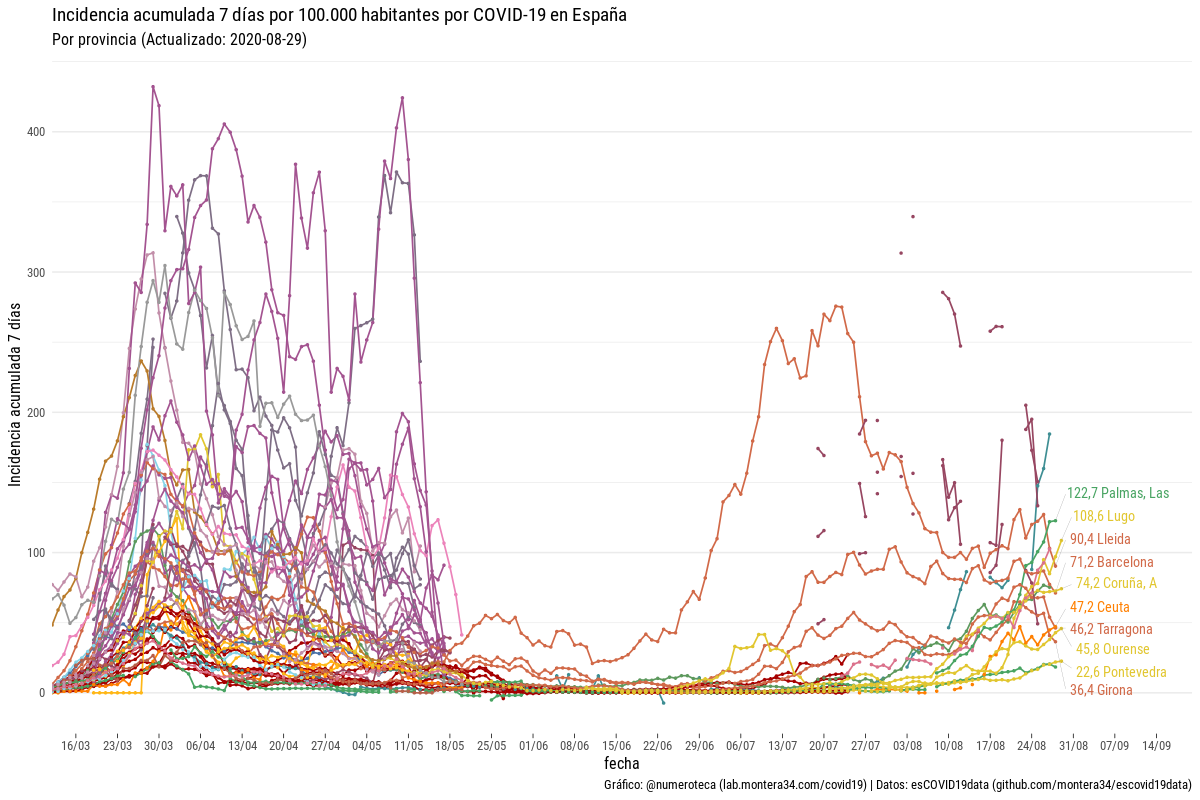 Incidencia acumulada 7 días por 100.000 habitantes por COVID-19 en España
Por provincia (Actualizado: 2020-08-29)
Incidencia acumulada 7 días
400
300
200
100
0
122,7 Palmas, Las
108,6 Lugo
90,4 Lleida
71,2 Barcelona
74,2 Coruña, A
47,2 Ceuta
46,2 Tarragona
45,8 Ourense
22,6 Pontevedra
36,4 Girona
16/03 23/03 30/03 06/04 13/04 20/04 27/04 04/05 11/05 18/05 25/05 01/06 08/06 15/06 22/06 29/06 06/07 13/07 20/07 27/07 03/08 10/08 17/08 24/08 31/08 07/09 14/09
fecha
Gráfico: @numeroteca (lab.montera34.com/covid19) | Datos: esCOVID19data (github.com/montera34/escovid19data)